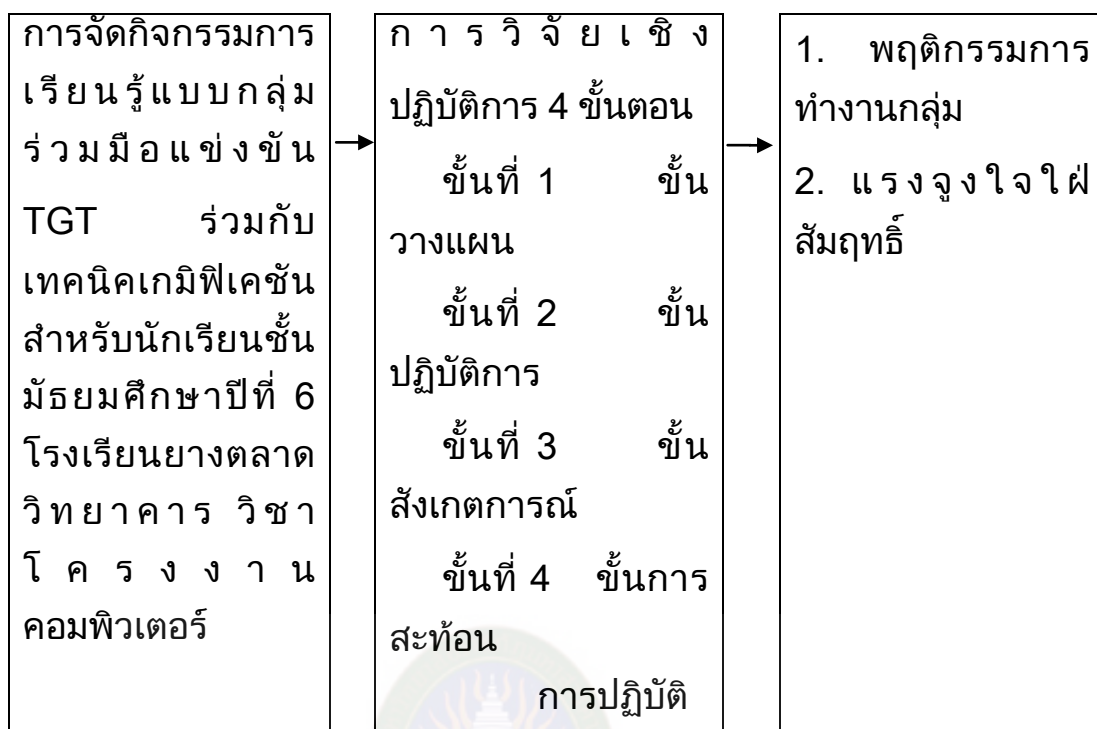 การจัดกิจกรรมการ
เรียนรู้แบบกลุ่ม
ร่วมมือแข่งขัน
TGT ร่วมกับ
เทคนิคเกมิฟิเคชัน
สำหรับนักเรียนชั้น
มัธยมศึกษาปีที่ 6
โรงเรียนยางตลาด
วิทยาคาร วิชา
โครงงาน
คอมพิวเตอร์
การวิจัยเชิง
ปฏิบัติการ 4 ขั้นตอน
ขั้นที่ 1 ขั้น
วางแผน
ขั้นที่ 2 ขั้น
ปฏิบัติการ
ขั้นที่ 3 ขั้น
สังเกตการณ์
ขั้นที่ 4 ขั้นการ
สะท้อน
การปฏิบัติ
1. พฤติกรรมการ
ทำงานกลุ่ม
2. แรงจูงใจใฝ่
สัมฤทธิ์